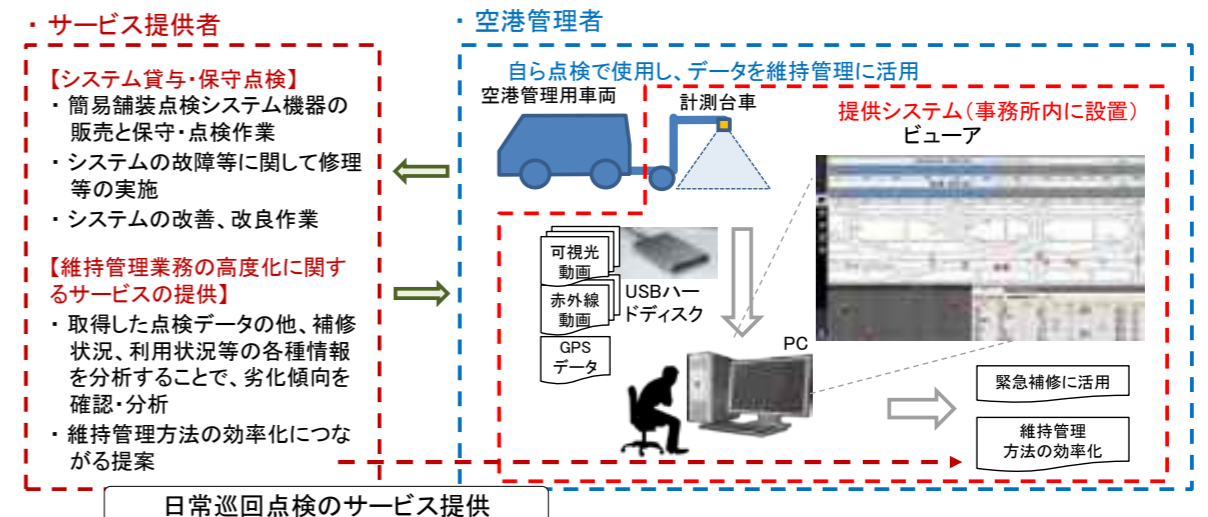 ・サービス提供者
【システム貸与・保守点検】
・簡易舗装点検システム機器の
販売と保守・点検作業
・システムの故障等に関して修理
等の実施
・システムの改善、改良作業
【維持管理業務の高度化に関す
るサービスの提供】
・取得した点検データの他、補修
状況、利用状況等の各種情報
を分析することで、劣化傾向を
確認・分析
・維持管理方法の効率化につな
がる提案
・空港管理者
自ら点検で使用し、データを維持管理に活用
空港管理用車両
計測台車
提供システム（事務所内に設置）
ビューア
可視光
動画
赤外線
動画
GPS
データ
USBハー
ドディスク
PC
緊急補修に活用
維持管理
方法の効率化
日常巡回点検のサービス提供